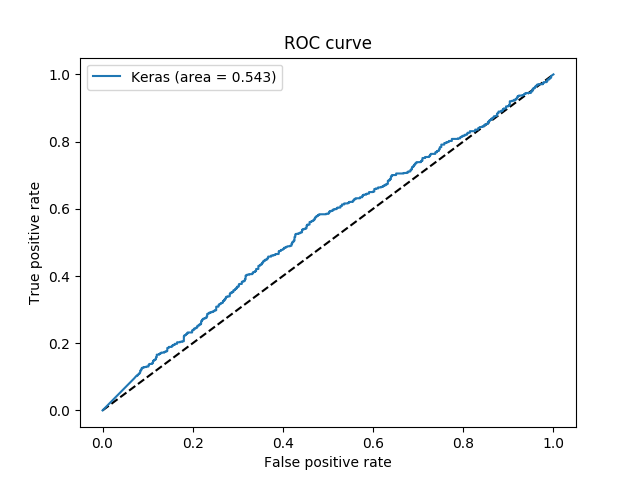 ROC curve
Keras (area = 0.543)
1.0
0.8
0.6
0.4
0.2
0.0
True positive rate
0.0 0.2 0.4 0.6 0.8 1.0
False positive rate